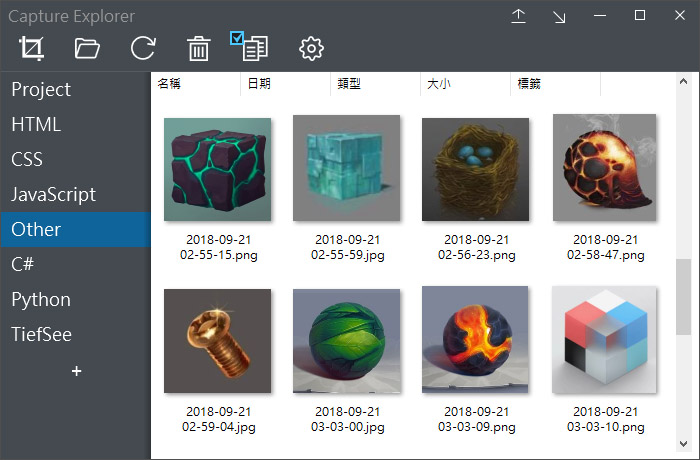 Capture Explorer
Project
HTML
CSS
JavaScript
Other
C#
Python
TiefSee
+
名稱 日期 類型 大小 標籤
2018-09-21
02-55-15.png
2018-09-21
02-55-59.jpg
2018-09-21
02-56-23.png
2018-09-21
02-58-47.png
2018-09-21
02-59-04.jpg
2018-09-21
03-03-00.jpg
2018-09-21
03-03-09.png
2018-09-21
03-03-10.png